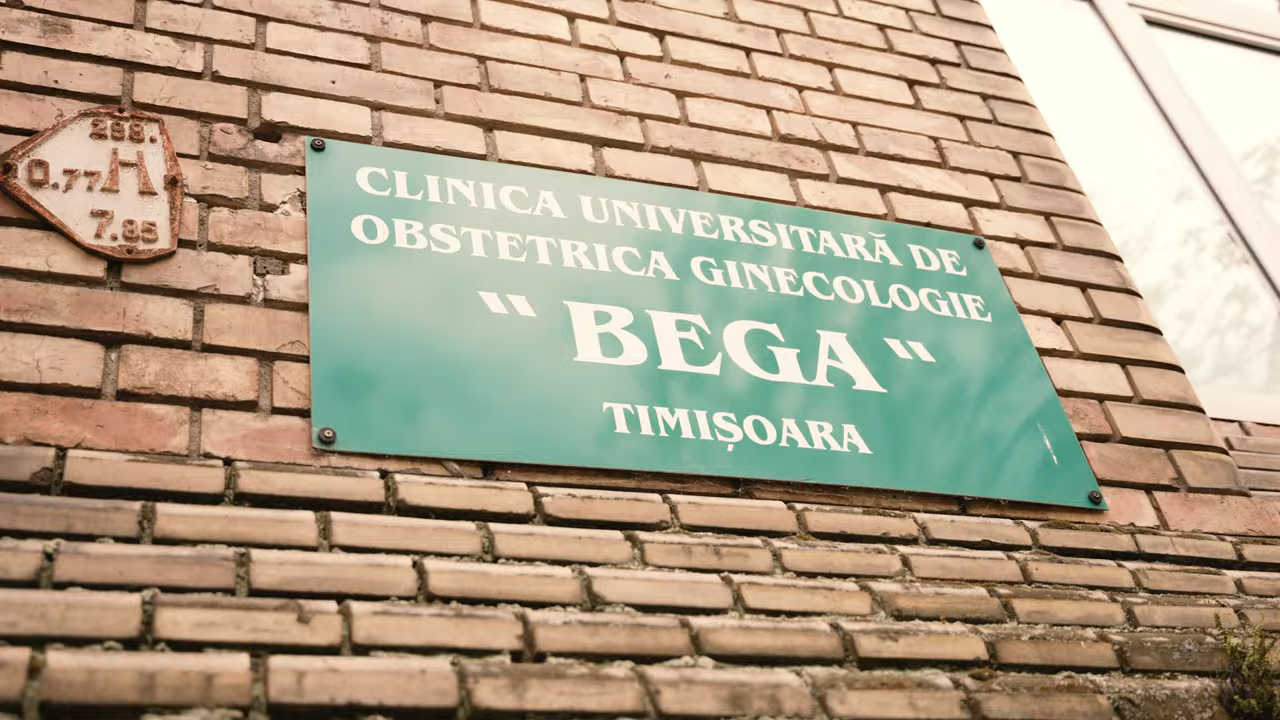 288.
0.77 H
7.85
CLINICA UNIVERSITARĂ DE
OBSTETRICA GINECOLOGIE
" BEGA "
TIMIȘOARA